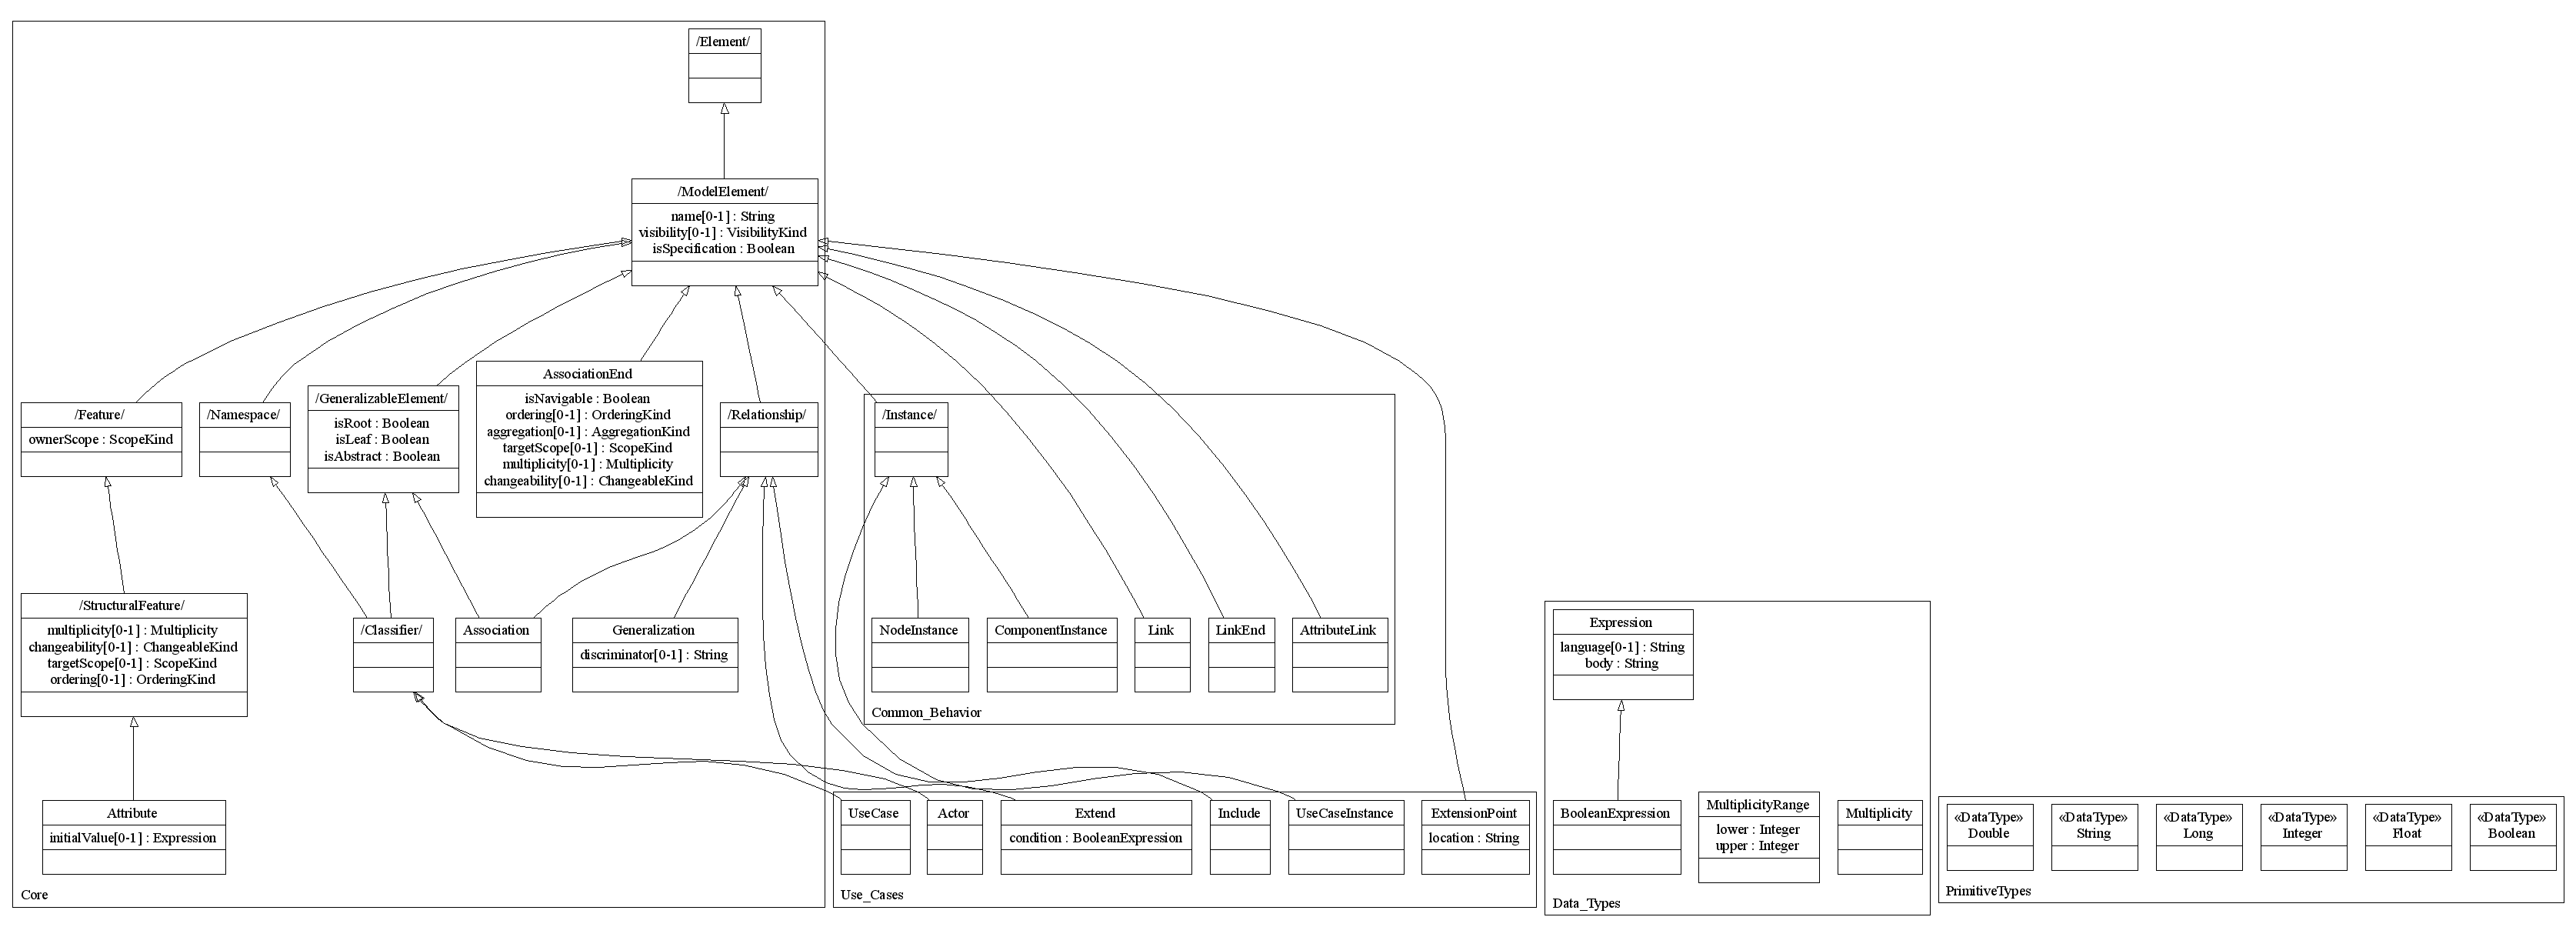 /Element/
/ModelElement/
name[0-1] : String
visibility[0-1] : VisibilityKind
isSpecification : Boolean
/Feature/
ownerScope : ScopeKind
/Namespace/
/GeneralizableElement/
isRoot : Boolean
isLeaf : Boolean
isAbstract : Boolean
AssociationEnd
isNavigable : Boolean
ordering[0-1] : OrderingKind
aggregation[0-1] : AggregationKind
targetScope[0-1] : ScopeKind
multiplicity[0-1] : Multiplicity
changeability[0-1] : ChangeableKind
/Relationship/
/StructuralFeature/
multiplicity[0-1] : Multiplicity
changeability[0-1] : ChangeableKind
targetScope[0-1] : ScopeKind
ordering[0-1] : OrderingKind
/Classifier/
Association
Generalization
discriminator[0-1] : String
Attribute
initialValue[0-1] : Expression
Core
/Instance/
NodeInstance
ComponentInstance
Link
LinkEnd
AttributeLink
Common_Behavior
UseCase
Actor
Extend
condition : BooleanExpression
Include
UseCaseInstance
ExtensionPoint
location : String
Use_Cases
Expression
language[0-1] : String
body : String
BooleanExpression
MultiplicityRange
lower : Integer
upper : Integer
Multiplicity
Data_Types
«DataType»
Double
«DataType»
String
«DataType»
Long
«DataType»
Integer
«DataType»
Float
«DataType»
Boolean
PrimitiveTypes